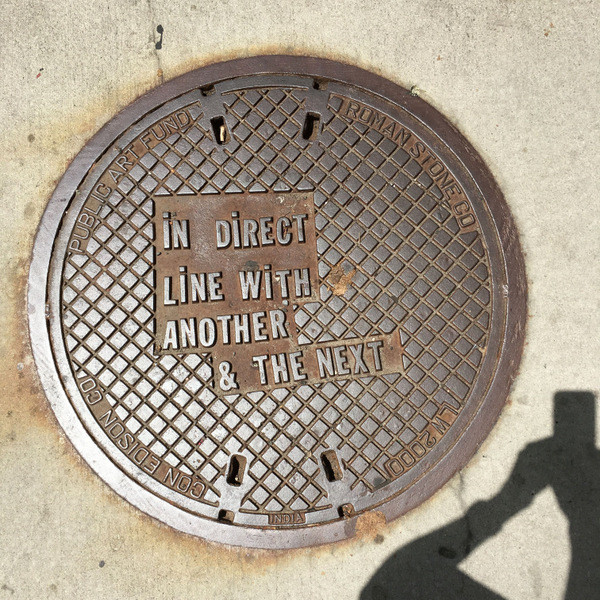 PUBLIC ART FUND
ROMAN STONE CO
iN DiRECT
LiNE WiTH
ANOTHER
& THE NEXT
CON EDISON CO
LW 2000
INDIA